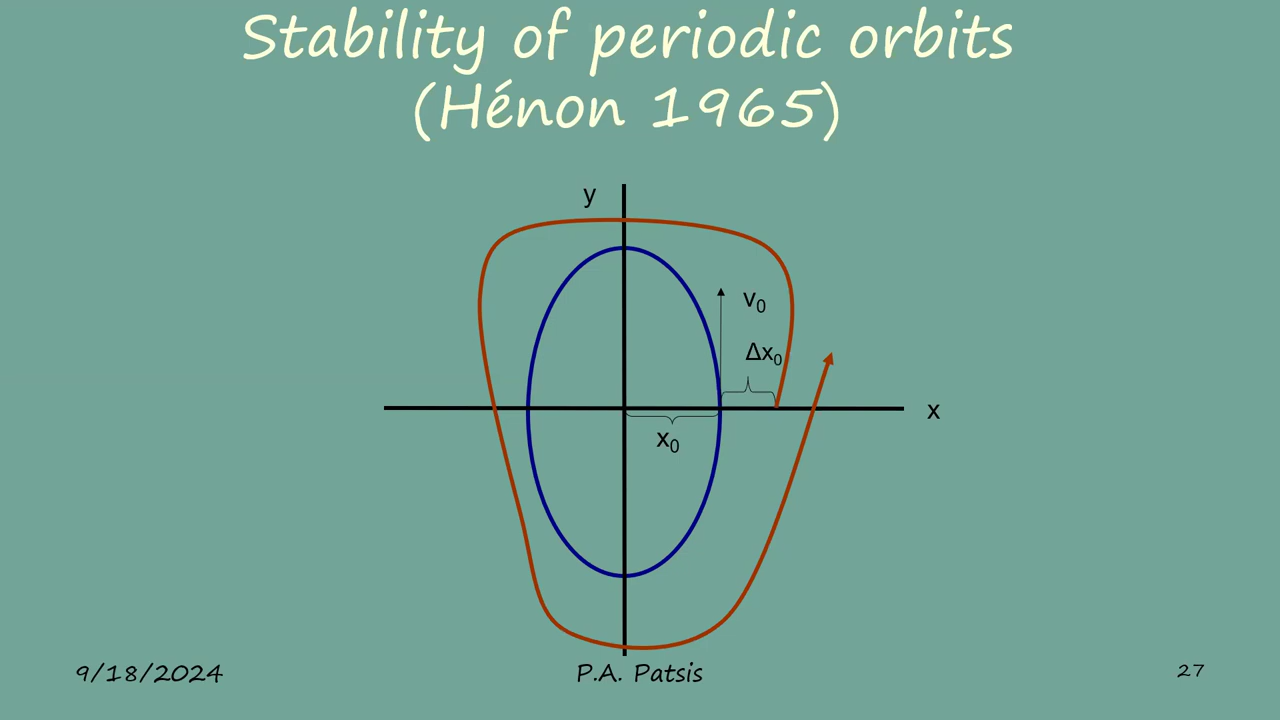 Stability of periodic orbits
(Hénon 1965)
y
v₀
Δx₀
x
x₀
9/18/2024
P.A. Patsis
27